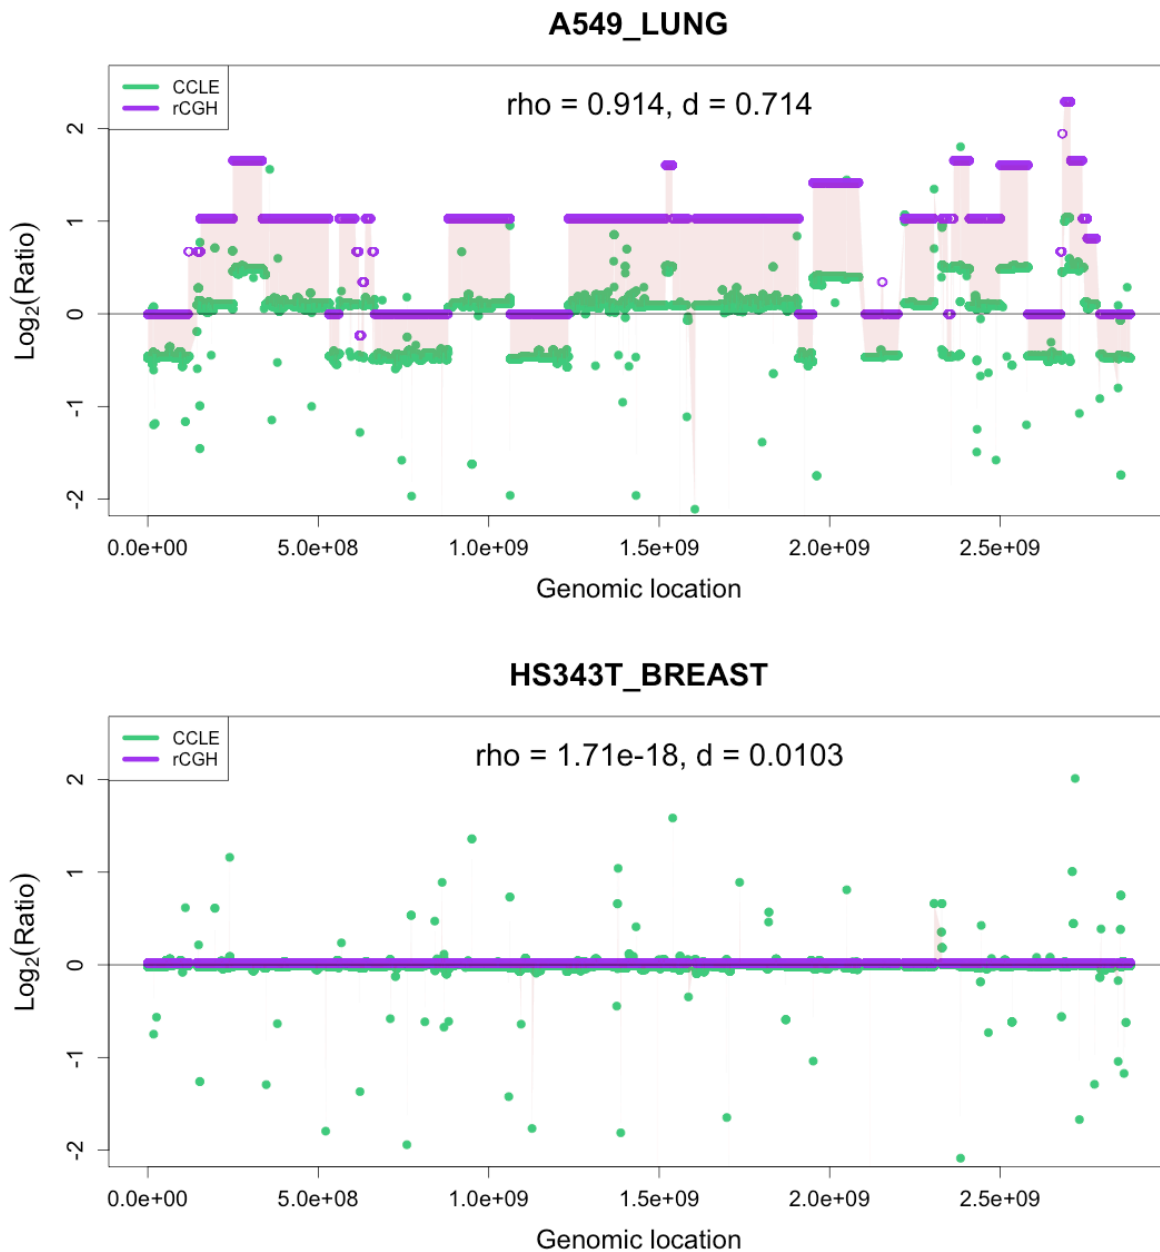 A549_LUNG
CCLE
rCGH
rho = 0.914, d = 0.714
Log2(Ratio)
2
1
0
-1
-2
0.0e+00 5.0e+08 1.0e+09 1.5e+09 2.0e+09 2.5e+09
Genomic location
HS343T_BREAST
CCLE
rCGH
rho = 1.71e-18, d = 0.0103
Log2(Ratio)
2
1
0
-1
-2
0.0e+00 5.0e+08 1.0e+09 1.5e+09 2.0e+09 2.5e+09
Genomic location